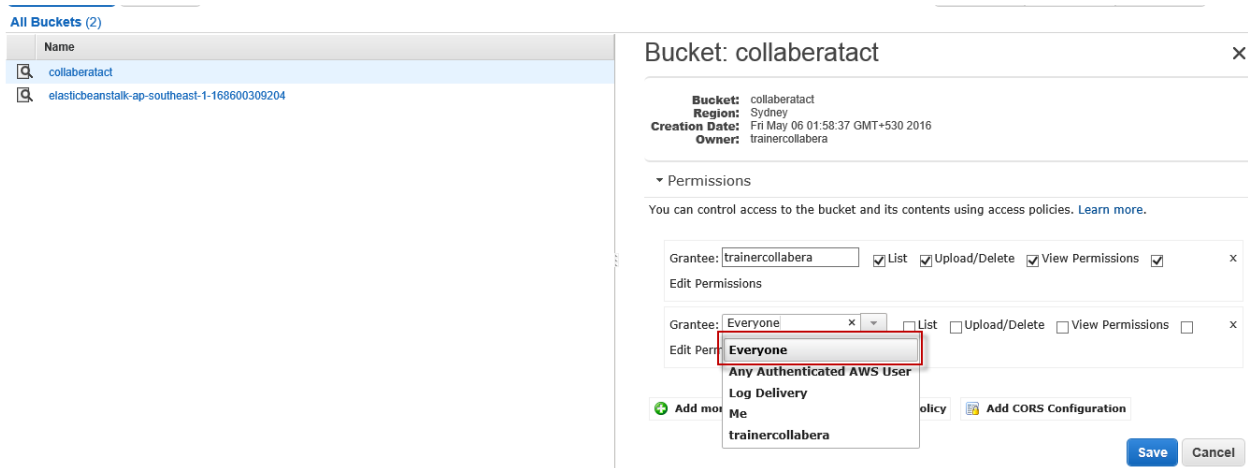 All Buckets (2)
Name
collaberatact
elasticbeanstalk-ap-southeast-1-168600309204
Bucket: collaberatact
×
Bucket: collaberatact
Region: Sydney
Creation Date: Fri May 06 01:58:37 GMT+530 2016
Owner: trainercollabera
Permissions
You can control access to the bucket and its contents using access policies. Learn more.
Grantee: trainercollabera List Upload/Delete View Permissions x
Edit Permissions
Grantee: Everyone × List Upload/Delete View Permissions x
Edit Perm
Everyone
Any Authenticated AWS User
Log Delivery
Me
trainercollabera
Add mor olicy Add CORS Configuration
Save Cancel